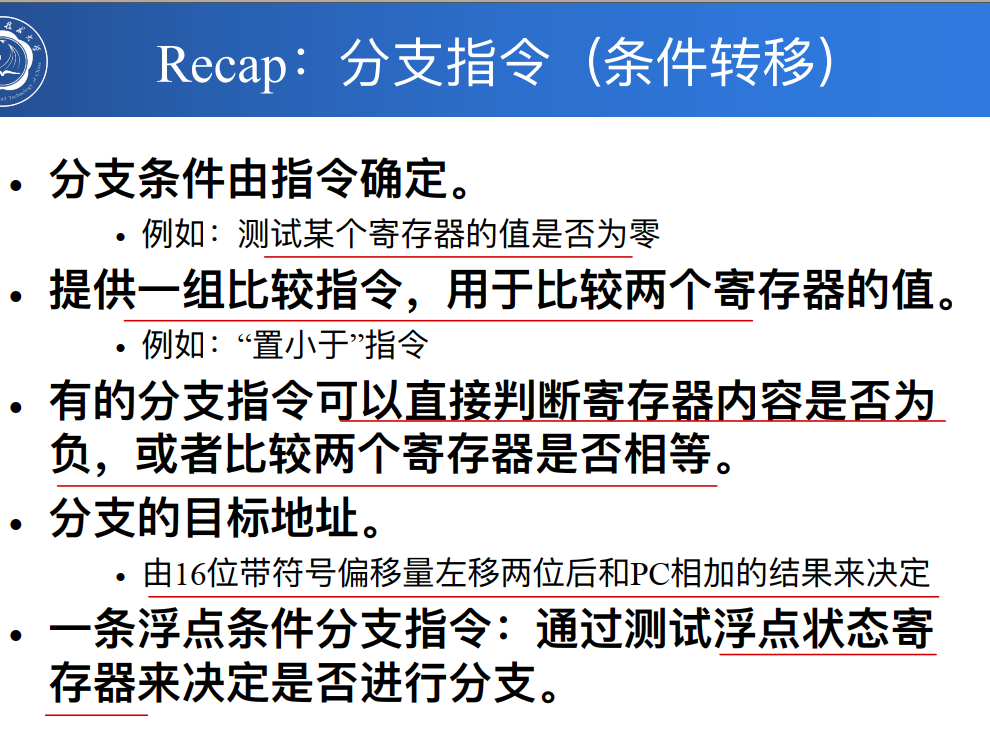 Recap：分支指令（条件转移）
• 分支条件由指令确定。
• 例如：测试某个寄存器的值是否为零
• 提供一组比较指令，用于比较两个寄存器的值。
• 例如：“置小于”指令
• 有的分支指令可以直接判断寄存器内容是否为
负，或者比较两个寄存器是否相等。
• 分支的目标地址。
• 由16位带符号偏移量左移两位后和PC相加的结果来决定
• 一条浮点条件分支指令：通过测试浮点状态寄
存器来决定是否进行分支。